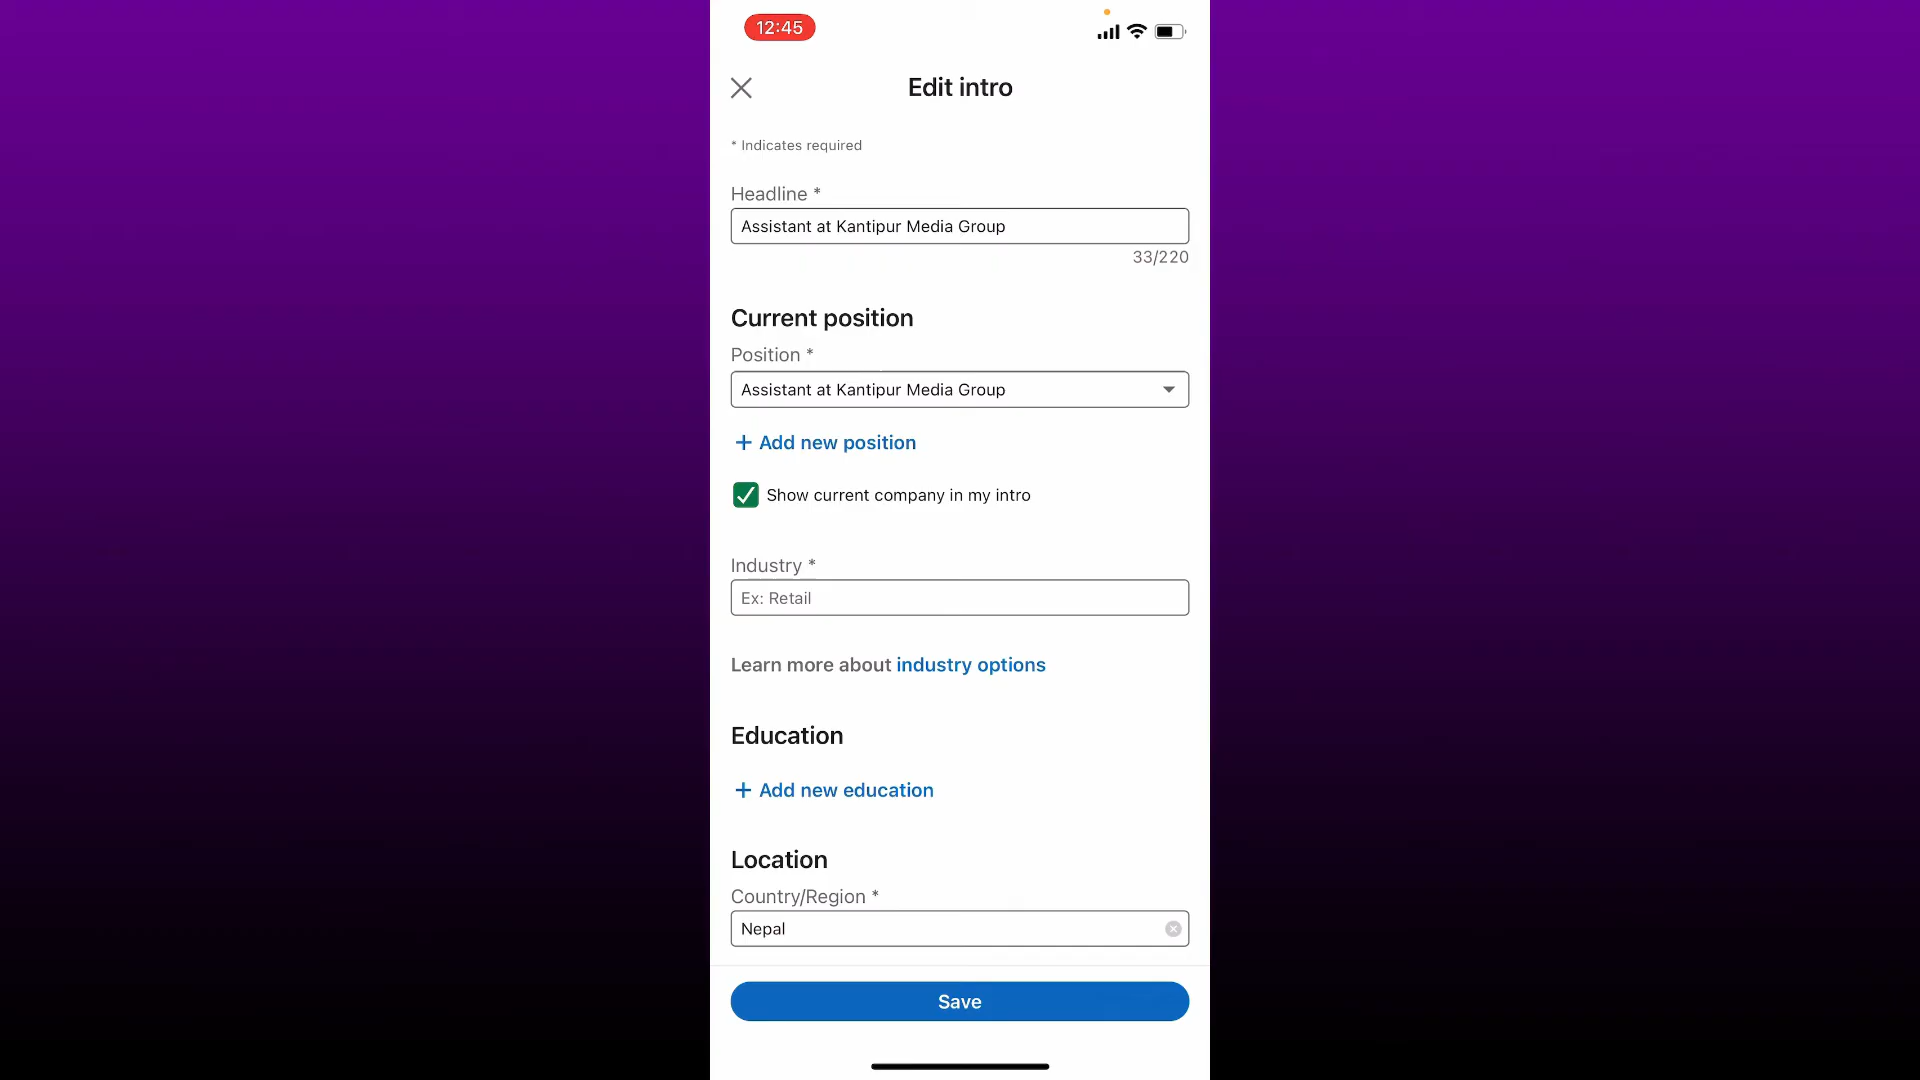 12:45
Edit intro
* Indicates required
Headline *
Assistant at Kantipur Media Group
33/220
Current position
Position *
Assistant at Kantipur Media Group
+ Add new position
Show current company in my intro
Industry *
Ex: Retail
Learn more about industry options
Education
+ Add new education
Location
Country/Region *
Nepal
Save